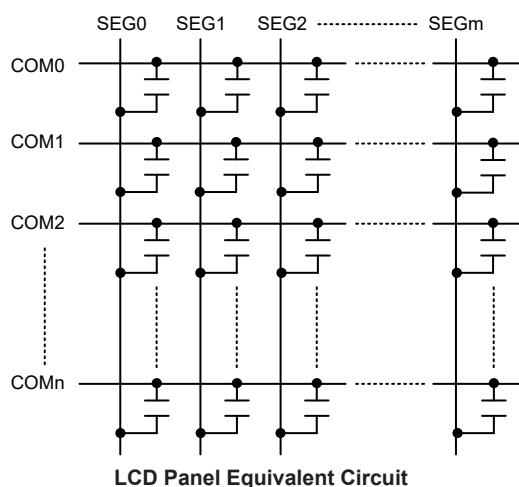 SEG0 SEG1 SEG2 SEGm
COM0
COM1
COM2
COMn
LCD Panel Equivalent Circuit